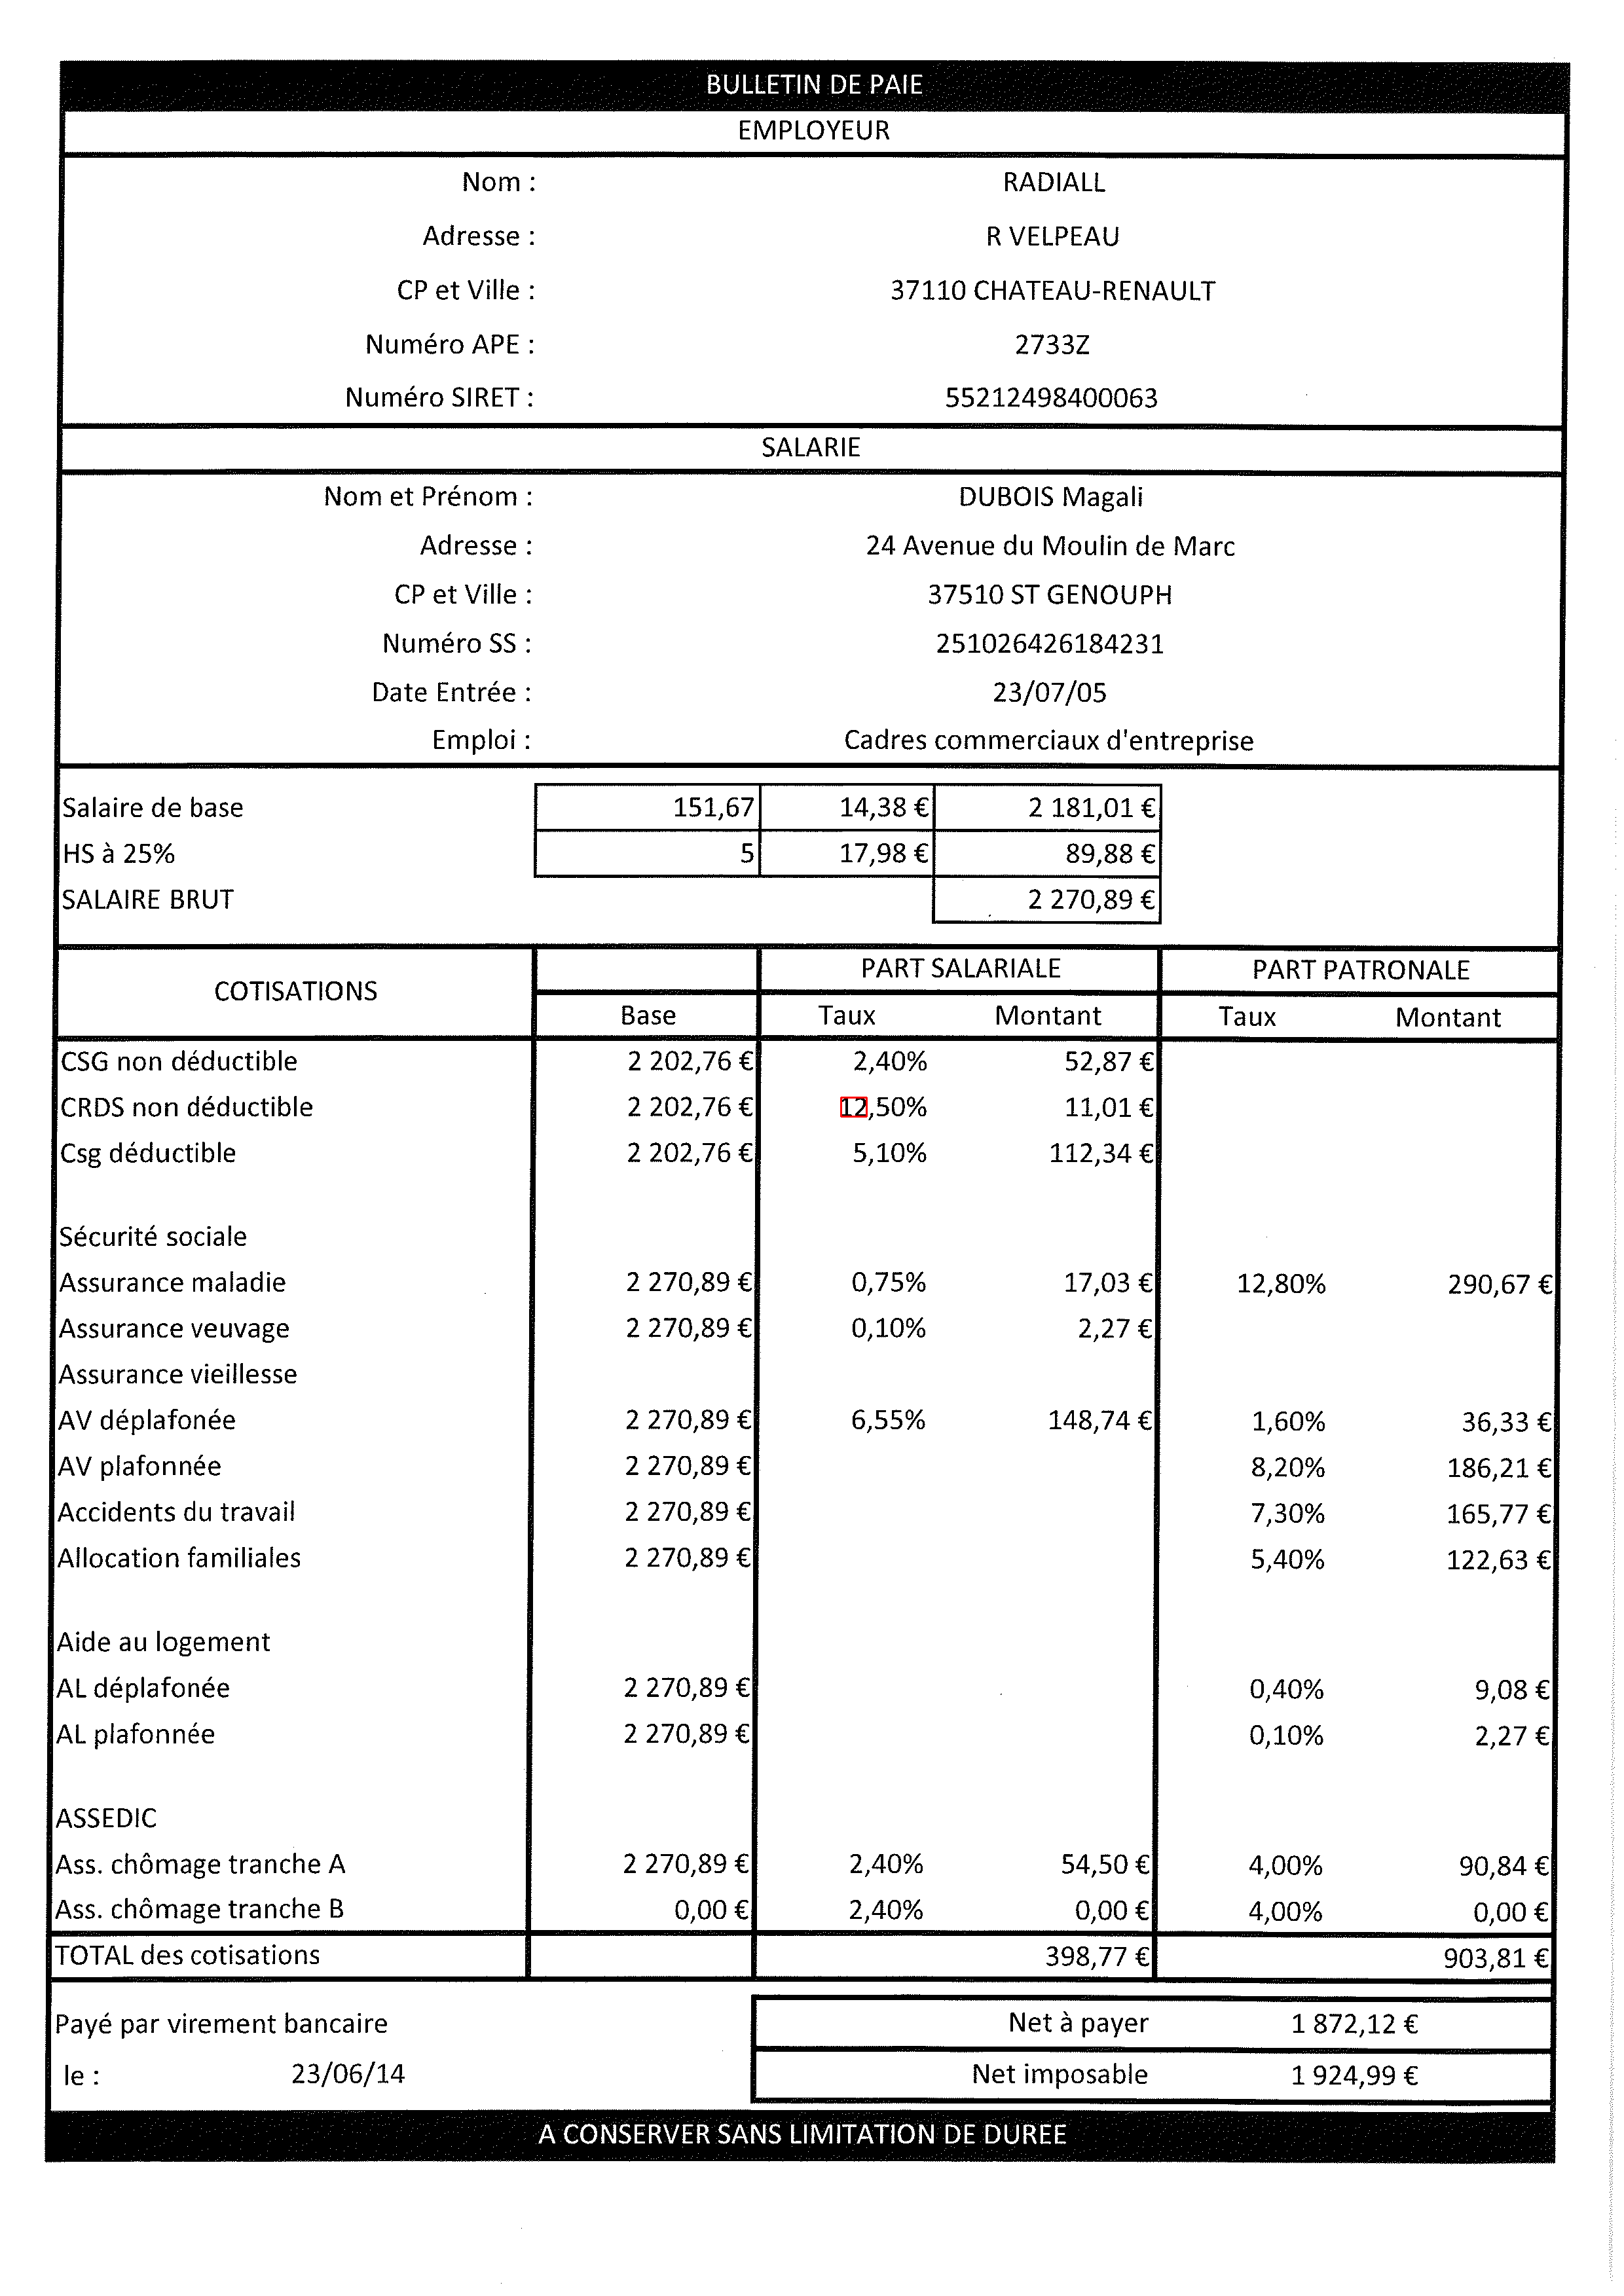 BULLETIN DE PAIE
EMPLOYEUR
Nom : RADIALL
Adresse : R VELPEAU
CP et Ville : 37110 CHATEAU-RENAULT
Numéro APE : 2733Z
Numéro SIRET : 55212498400063
SALARIE
Nom et Prénom : DUBOIS Magali
Adresse : 24 Avenue du Moulin de Marc
CP et Ville : 37510 ST GENOUPH
Numéro SS : 251026426184231
Date Entrée : 23/07/05
Emploi : Cadres commerciaux d'entreprise
Salaire de base 151,67 14,38 € 2 181,01 €
HS à 25% 5 17,98 € 89,88 €
SALAIRE BRUT 2 270,89 €
COTISATIONS PART SALARIALE PART PATRONALE
Base Taux Montant Taux Montant
CSG non déductible 2 202,76 € 2,40% 52,87 €
CRDS non déductible 2 202,76 € 12,50% 11,01 €
Csg déductible 2 202,76 € 5,10% 112,34 €
Sécurité sociale
Assurance maladie 2 270,89 € 0,75% 17,03 € 12,80% 290,67 €
Assurance veuvage 2 270,89 € 0,10% 2,27 €
Assurance vieillesse
AV déplafonée 2 270,89 € 6,55% 148,74 € 1,60% 36,33 €
AV plafonnée 2 270,89 € 8,20% 186,21 €
Accidents du travail 2 270,89 € 7,30% 165,77 €
Allocation familiales 2 270,89 € 5,40% 122,63 €
Aide au logement
AL déplafonée 2 270,89 € 0,40% 9,08 €
AL plafonnée 2 270,89 € 0,10% 2,27 €
ASSEDIC
Ass. chômage tranche A 2 270,89 € 2,40% 54,50 € 4,00% 90,84 €
Ass. chômage tranche B 0,00 € 2,40% 0,00 € 4,00% 0,00 €
TOTAL des cotisations 398,77 € 903,81 €
Payé par virement bancaire Net à payer 1 872,12 €
le : 23/06/14 Net imposable 1 924,99 €
A CONSERVER SANS LIMITATION DE DUREE